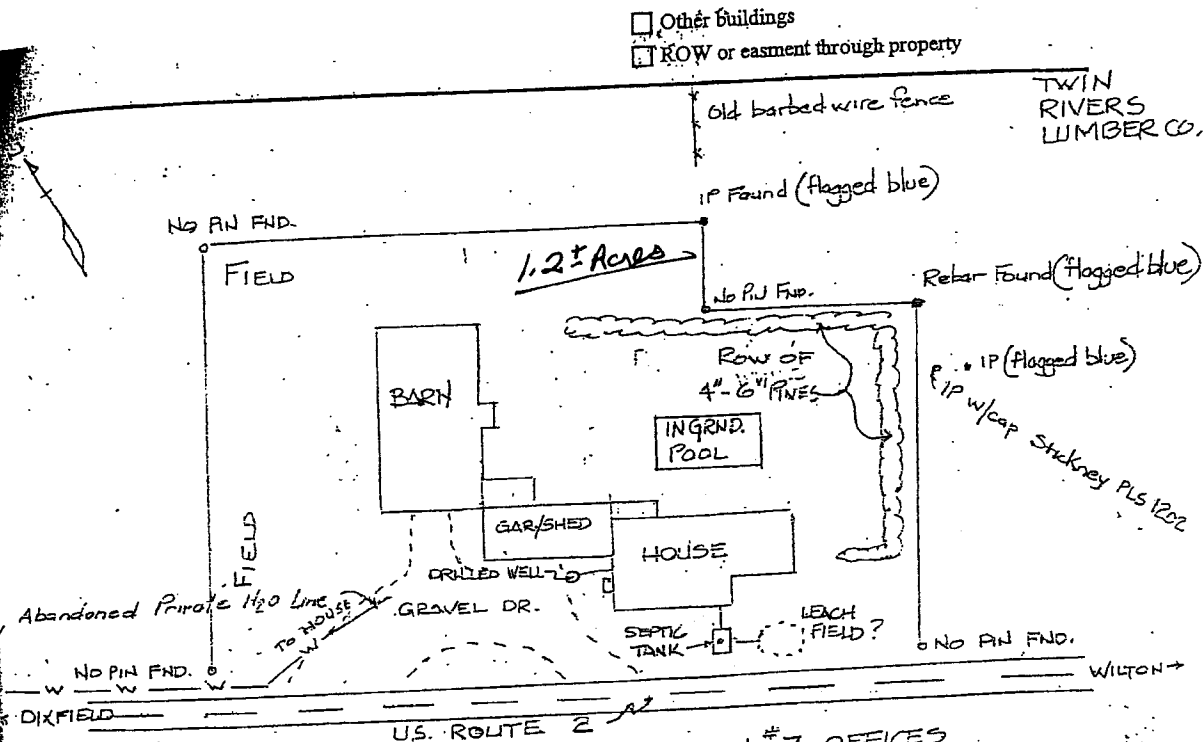 Other buildings
ROW or easment through property
TWIN
RIVERS
LUMBER CO.
Old barbed wire fence
IP Found (flagged blue)
NO PIN FND.
FIELD
1.2± Acres
Rebar Found (flagged blue)
NO PIN FND.
ROW OF
4"-6" PINES
IP (flagged blue)
IP w/cap Stickney PLS 1202
BARN
INGRND.
POOL
GAR/SHED
HOUSE
FIELD
DRILLED WELL
Abandoned Private H2O Line
TO HOUSE
W
GRAVEL DR.
SEPTIC
TANK
LEACH
FIELD?
NO PIN FND.
NO PIN FND.
W W W
WILTON
DIXFIELD
U.S. ROUTE 2
#7 OFFICES